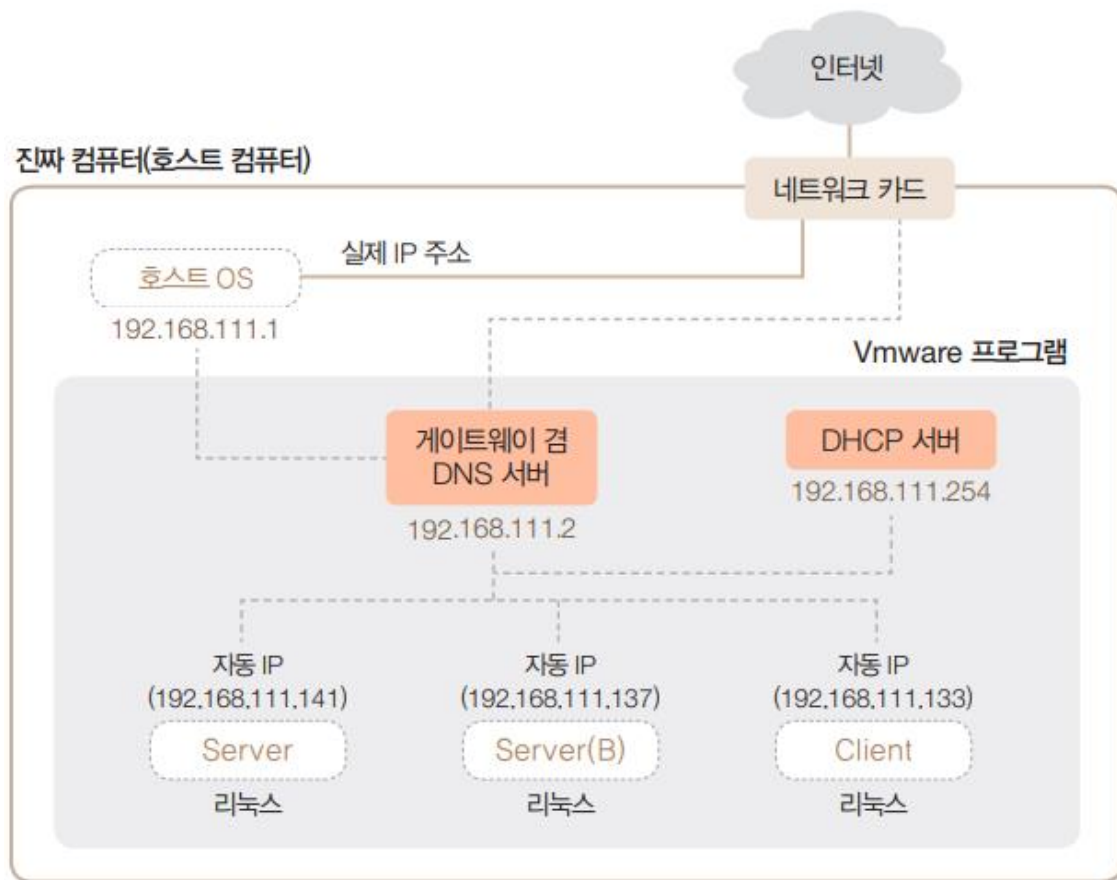 인터넷
진짜 컴퓨터(호스트 컴퓨터)
네트워크 카드
실제 IP 주소
호스트 OS
192.168.111.1
Vmware 프로그램
게이트웨이 겸
DNS 서버
192.168.111.2
DHCP 서버
192.168.111.254
자동 IP
(192.168.111.141)
Server
리눅스
자동 IP
(192.168.111.137)
Server(B)
리눅스
자동 IP
(192.168.111.133)
Client
리눅스